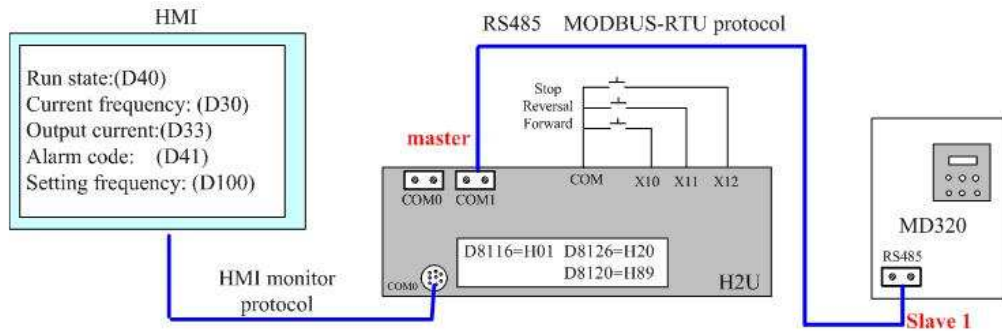 HMI
RS485 MODBUS-RTU protocol
Run state:(D40)
Current frequency: (D30)
Output current:(D33)
Alarm code: (D41)
Setting frequency: (D100)
Stop
Reversal
Forward
master
COM0 COM1
COM X10 X11 X12
D8116=H01 D8126=H20
D8120=H89
COM0
H2U
HMI monitor
protocol
MD320
RS485
Slave 1